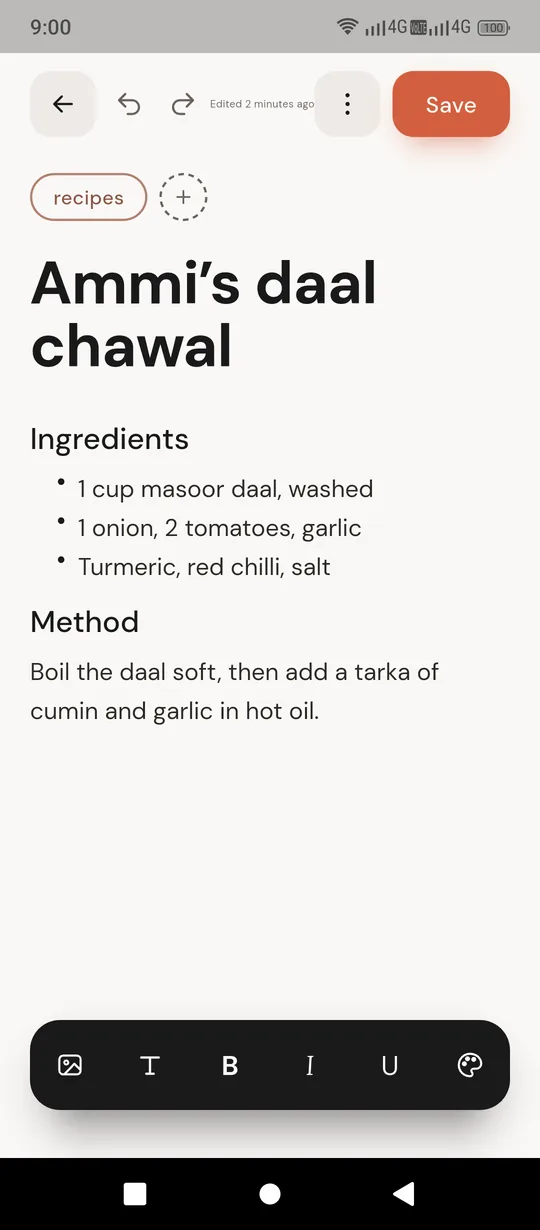 9:00
4G VoLTE 4G 100
Edited 2 minutes ago
Save
recipes
+
Ammi’s daal
chawal
Ingredients
• 1 cup masoor daal, washed
• 1 onion, 2 tomatoes, garlic
• Turmeric, red chilli, salt
Method
Boil the daal soft, then add a tarka of
cumin and garlic in hot oil.
T B I U